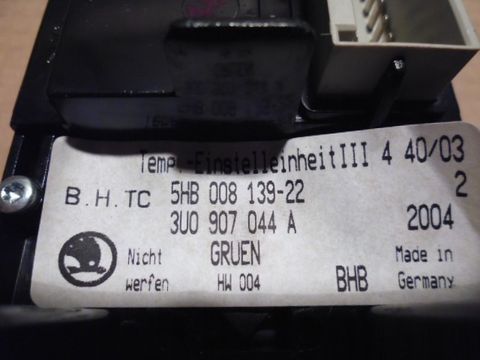 Temp.-EinstelleinheitIII 4 40/03
B.H.TC 5HB 008 139-22 2
3U0 907 044 A 2004
Nicht GRUEN Made in
werfen HW 004 BHB Germany